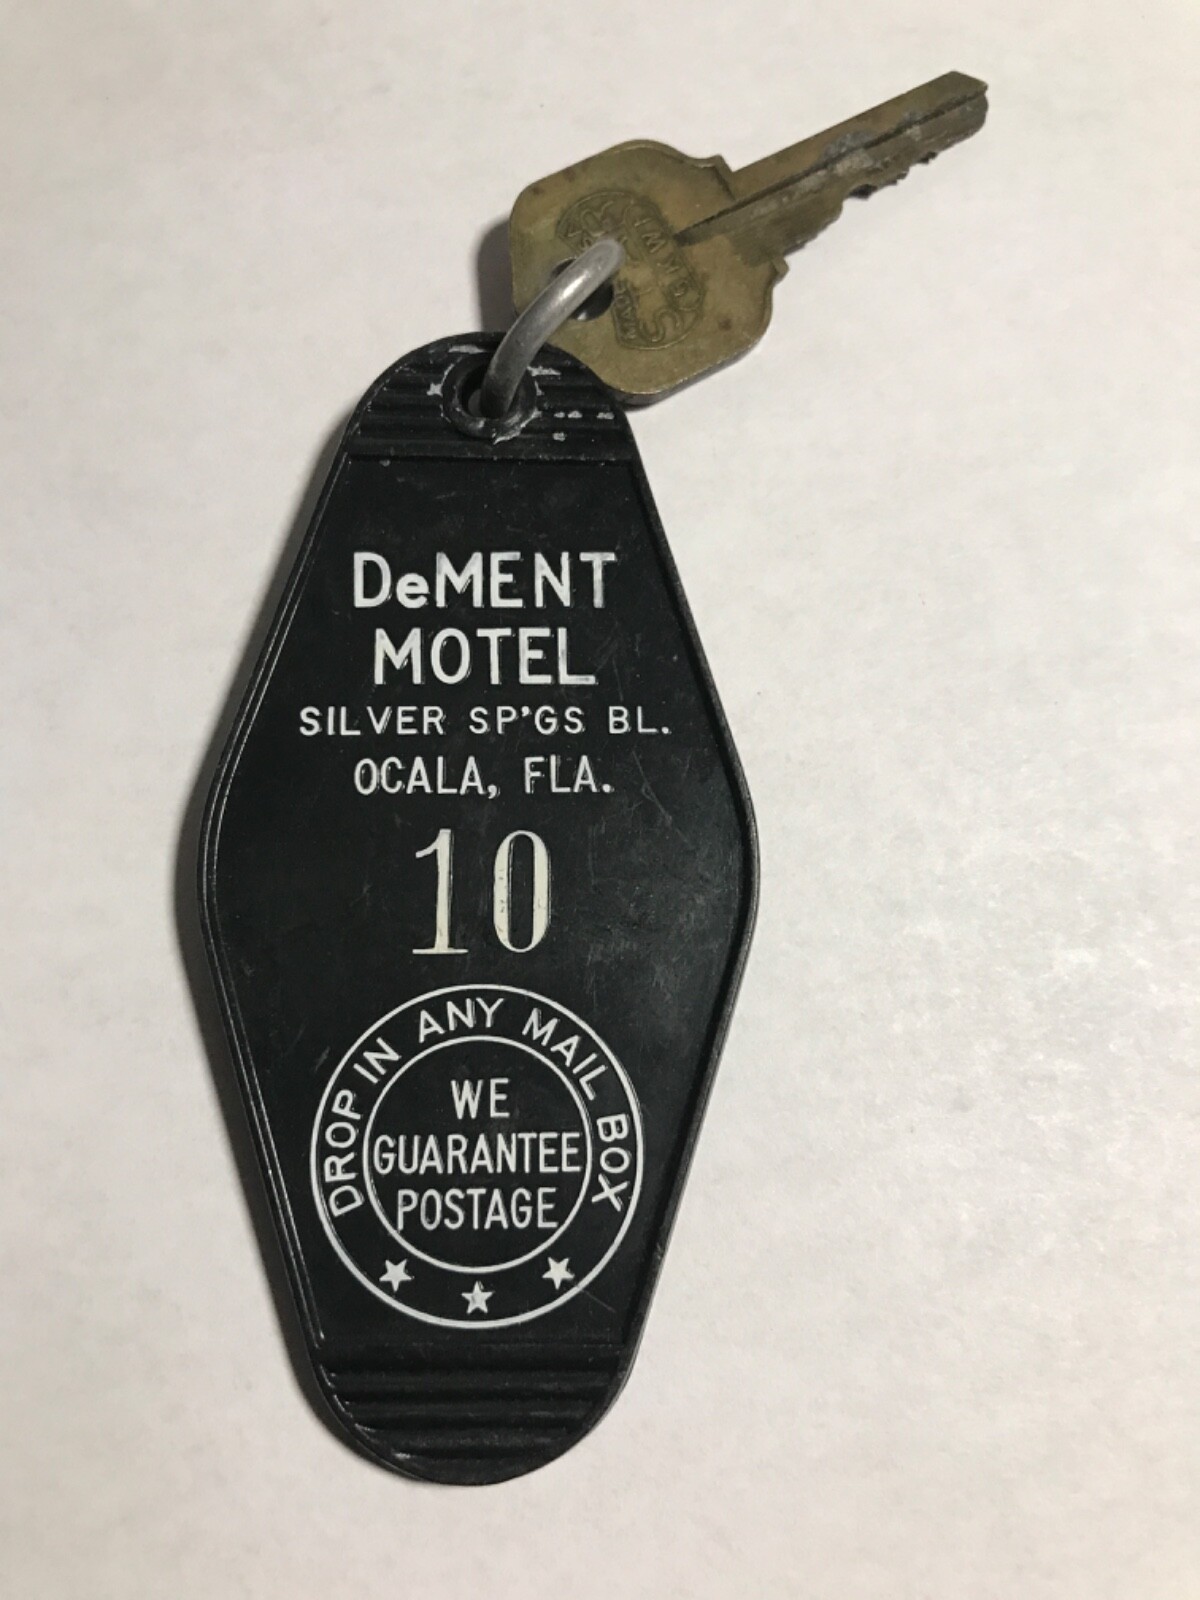 DeMENT
MOTEL
SILVER SP'GS BL.
OCALA, FLA.
10
DROP IN ANY MAIL BOX
WE
GUARANTEE
POSTAGE